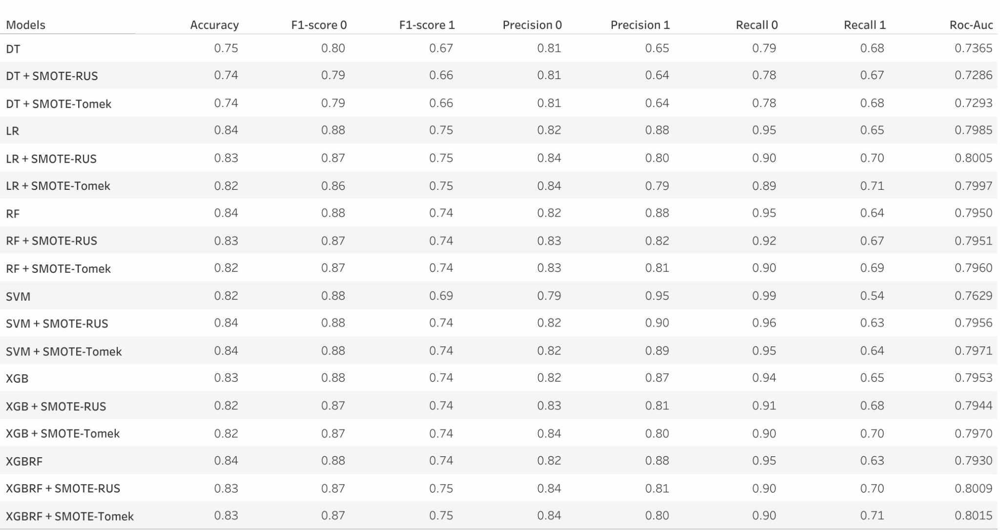 Models Accuracy F1-score 0 F1-score 1 Precision 0 Precision 1 Recall 0 Recall 1 Roc-Auc
DT 0.75 0.80 0.67 0.81 0.65 0.79 0.68 0.7365
DT + SMOTE-RUS 0.74 0.79 0.66 0.81 0.64 0.78 0.67 0.7286
DT + SMOTE-Tomek 0.74 0.79 0.66 0.81 0.64 0.78 0.68 0.7293
LR 0.84 0.88 0.75 0.82 0.88 0.95 0.65 0.7985
LR + SMOTE-RUS 0.83 0.87 0.75 0.84 0.80 0.90 0.70 0.8005
LR + SMOTE-Tomek 0.82 0.86 0.75 0.84 0.79 0.89 0.71 0.7997
RF 0.84 0.88 0.74 0.82 0.88 0.95 0.64 0.7950
RF + SMOTE-RUS 0.83 0.87 0.74 0.83 0.82 0.92 0.67 0.7951
RF + SMOTE-Tomek 0.82 0.87 0.74 0.83 0.81 0.90 0.69 0.7960
SVM 0.82 0.88 0.69 0.79 0.95 0.99 0.54 0.7629
SVM + SMOTE-RUS 0.84 0.88 0.74 0.82 0.90 0.96 0.63 0.7956
SVM + SMOTE-Tomek 0.84 0.88 0.74 0.82 0.89 0.95 0.64 0.7971
XGB 0.83 0.88 0.74 0.82 0.87 0.94 0.65 0.7953
XGB + SMOTE-RUS 0.82 0.87 0.74 0.83 0.81 0.91 0.68 0.7944
XGB + SMOTE-Tomek 0.82 0.87 0.74 0.84 0.80 0.90 0.70 0.7970
XGBRF 0.84 0.88 0.74 0.82 0.88 0.95 0.63 0.7930
XGBRF + SMOTE-RUS 0.83 0.87 0.75 0.84 0.81 0.90 0.70 0.8009
XGBRF + SMOTE-Tomek 0.83 0.87 0.75 0.84 0.80 0.90 0.71 0.8015